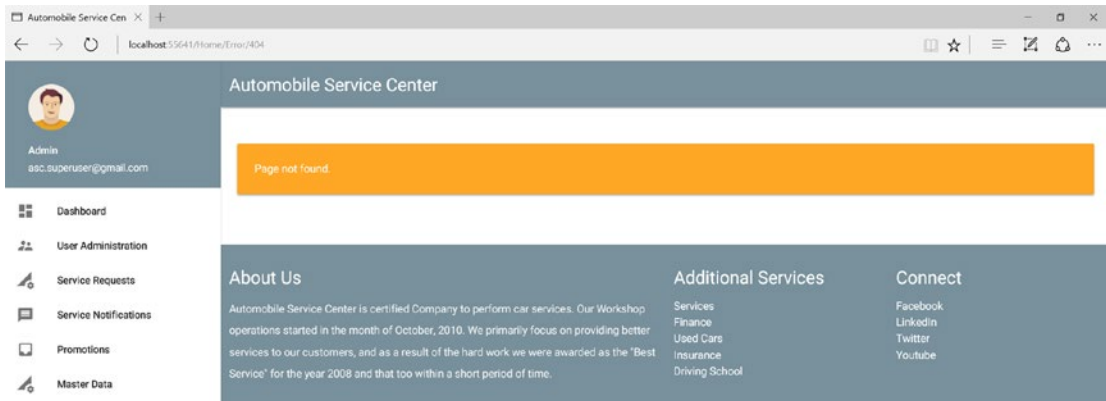 Automobile Service Cen
localhost:55641/Home/Error/404
Automobile Service Center
Admin
asc.superuser@gmail.com
Page not found.
Dashboard
User Administration
Service Requests
Service Notifications
Promotions
Master Data
About Us
Automobile Service Center is certified Company to perform car services. Our Workshop
operations started in the month of October, 2010. We primarily focus on providing better
services to our customers, and as a result of the hard work we were awarded as the "Best
Service" for the year 2008 and that too within a short period of time.
Additional Services
Services
Finance
Used Cars
Insurance
Driving School
Connect
Facebook
LinkedIn
Twitter
Youtube